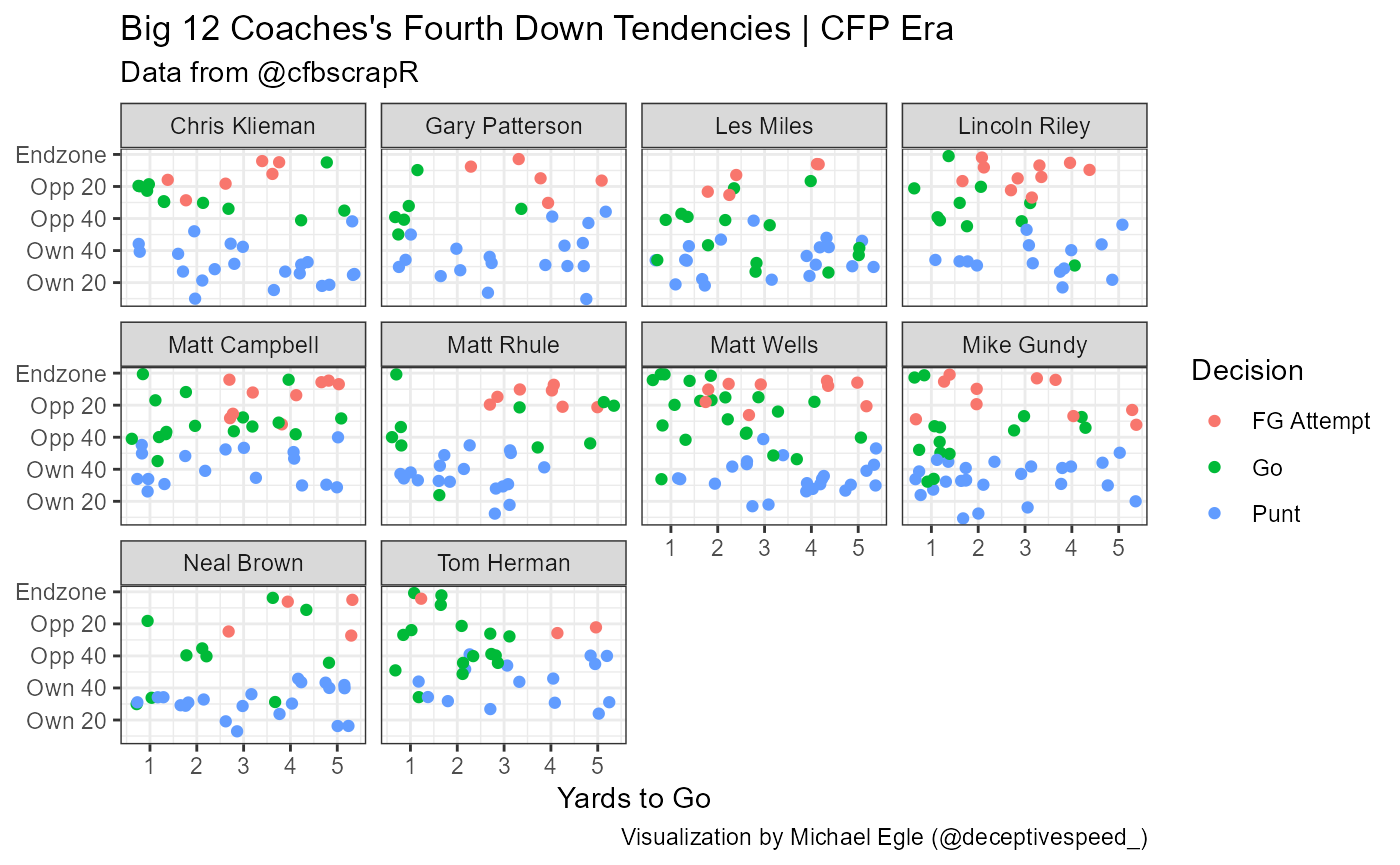 Big 12 Coaches's Fourth Down Tendencies | CFP Era
Data from @cfbscrapR
Chris Klieman
Gary Patterson
Les Miles
Lincoln Riley
Endzone
Opp 20
Opp 40
Own 40
Own 20
Matt Campbell
Matt Rhule
Matt Wells
Mike Gundy
Endzone
Opp 20
Opp 40
Own 40
Own 20
1 2 3 4 5
1 2 3 4 5
Neal Brown
Tom Herman
Endzone
Opp 20
Opp 40
Own 40
Own 20
1 2 3 4 5
1 2 3 4 5
Yards to Go
Decision
FG Attempt
Go
Punt
Visualization by Michael Egle (@deceptivespeed_)